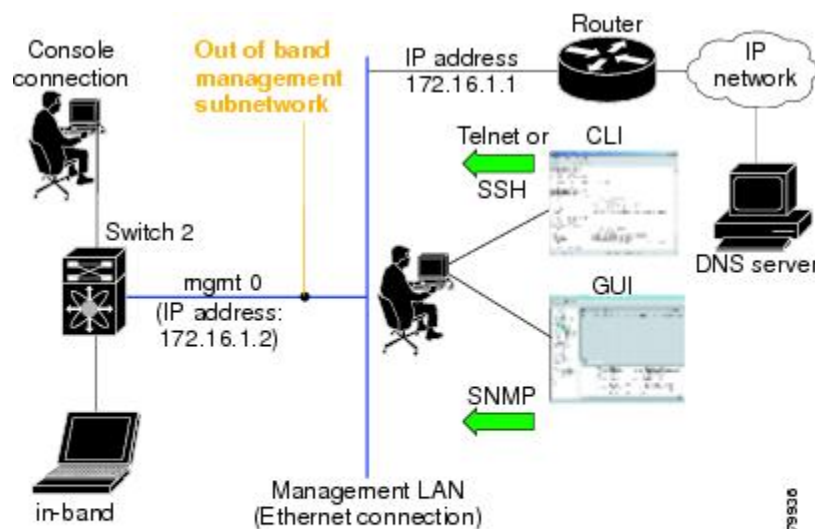 Console
connection
Out of band
management
subnetwork
IP address
172.16.1.1
Router
IP
network
Telnet or
SSH
CLI
DNS server
Switch 2
mgmt 0
(IP address:
172.16.1.2)
GUI
SNMP
in-band
Management LAN
(Ethernet connection)
79936